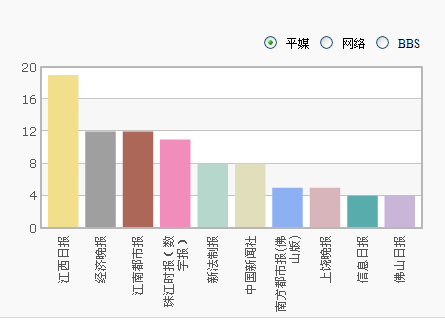 平媒 网络 BBS
20
16
12
8
4
0
江西日报
经济晚报
江南都市报
珠江时报(数
字报)
新法制报
中国新闻社
南方都市报(佛
山版)
上饶晚报
信息日报
佛山日报